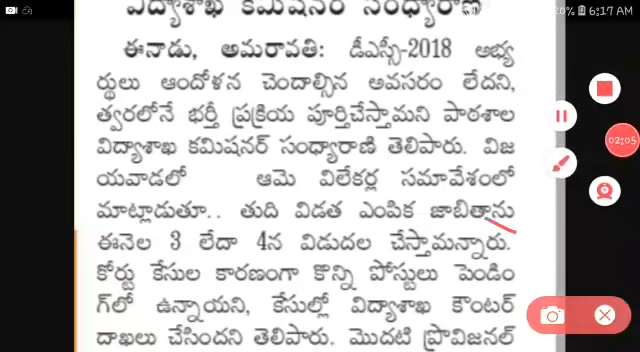 విద్యాశాఖ కమిషనర్ సంధ్యారాణి
20% 6:17 AM
ఈనాడు, అమరావతి: డీఎస్సీ-2018 అభ్య
ర్థులు ఆందోళన చెందాల్సిన అవసరం లేదని,
త్వరలోనే భర్తీ ప్రక్రియ పూర్తిచేస్తామని పాఠశాల
విద్యాశాఖ కమిషనర్ సంధ్యారాణి తెలిపారు. విజ
యవాడలో ఆమె విలేకర్ల సమావేశంలో
మాట్లాడుతూ.. తుది విడత ఎంపిక జాబితాను
ఈనెల 3 లేదా 4న విడుదల చేస్తామన్నారు.
కోర్టు కేసుల కారణంగా కొన్ని పోస్టులు పెండిం
గ్‌లో ఉన్నాయని, కేసుల్లో విద్యాశాఖ కౌంటర్
దాఖలు చేసిందని తెలిపారు. మొదటి ప్రొవిజనల్
02:05